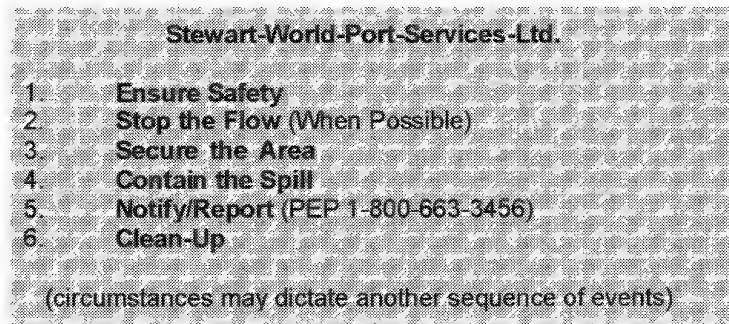 Stewart-World-Port-Services-Ltd.
1. Ensure Safety
2. Stop the Flow (When Possible)
3. Secure the Area
4. Contain the Spill
5. Notify/Report (PEP 1-800-663-3456)
6. Clean-Up
(circumstances may dictate another sequence of events)